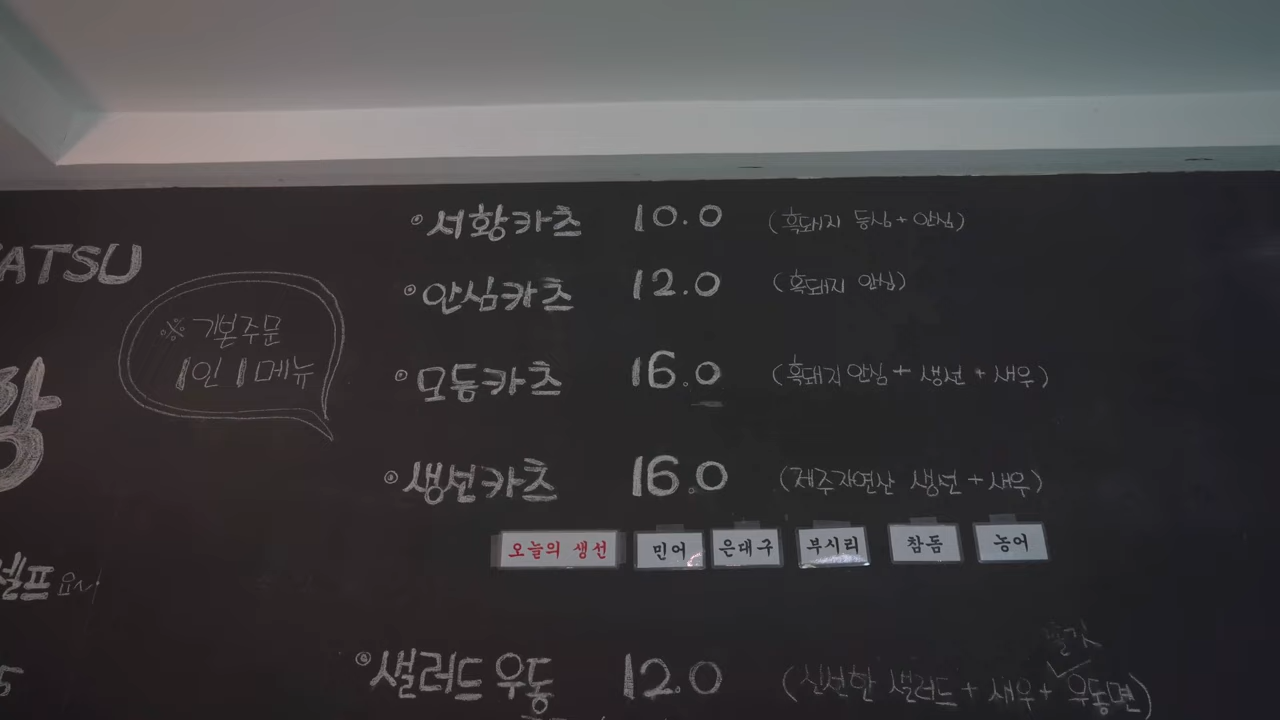 서황카츠 10.0 (흑돼지 등심+안심)
ATSU
안심카츠 12.0 (흑돼지 안심)
※ 기본주문
1인 1메뉴
모듬카츠 16.0 (흑돼지 안심 + 생선 + 새우)
황
생선카츠 16.0 (제주자연산 생선 + 새우)
오늘의 생선 민어 은대구 부시리 참돔 농어
셀프
5
샐러드우동 12.0 (신선한 샐러드 + 새우 + 우동면)